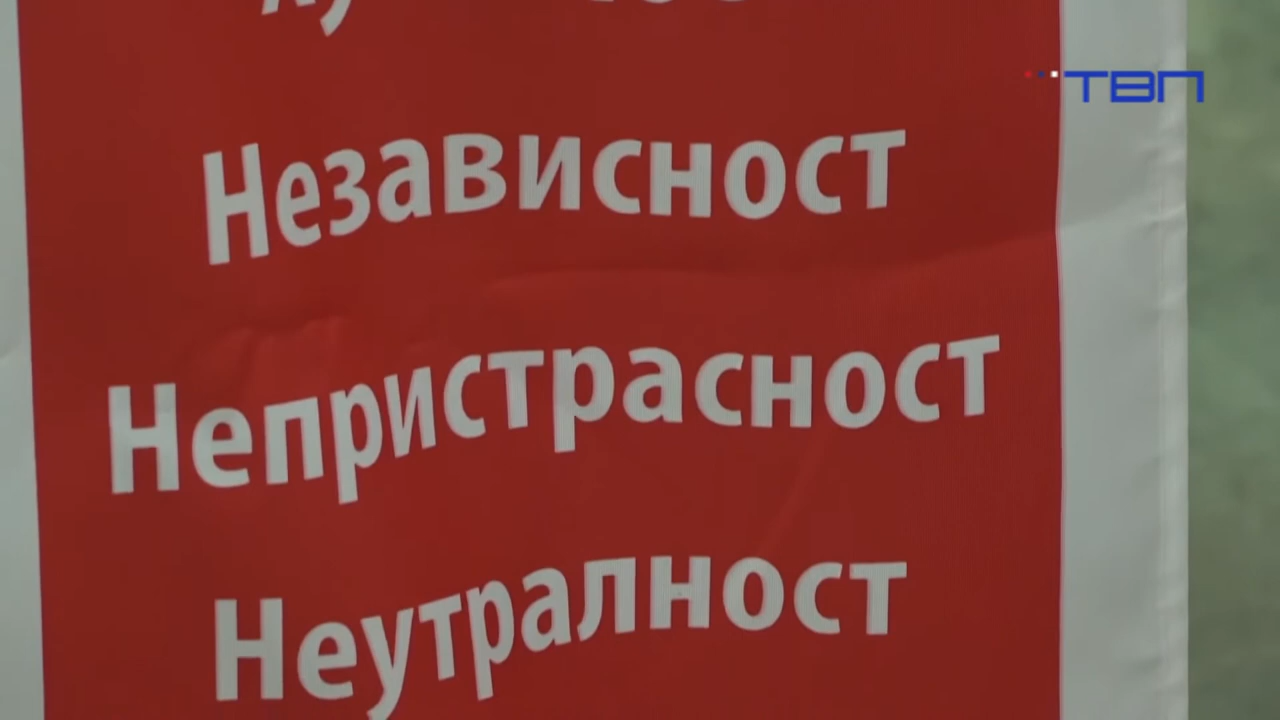 ТВП
Независност
Непристрасност
Неутралност